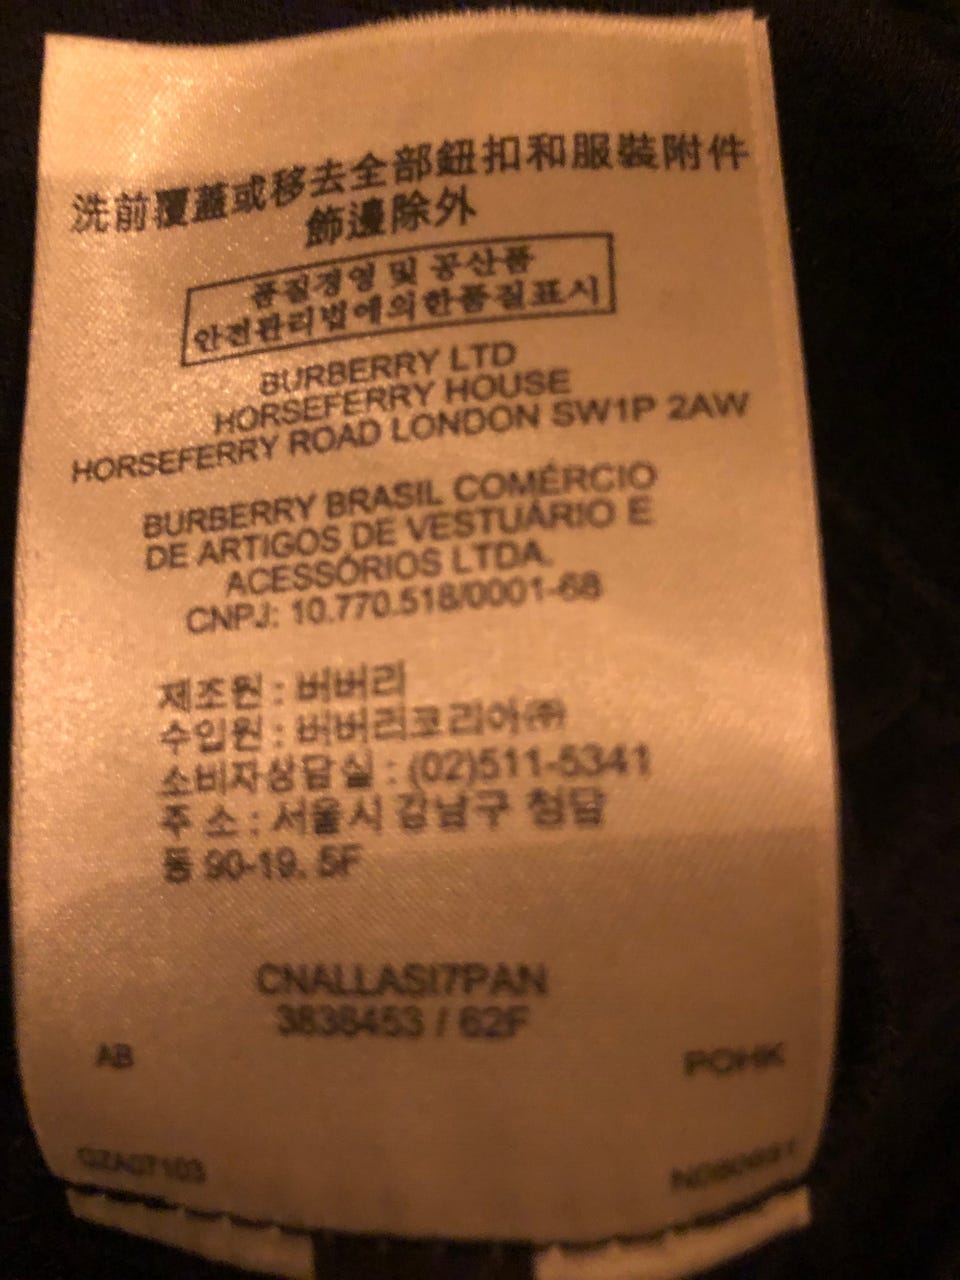 洗前覆蓋或移去全部鈕扣和服裝附件
飾邊除外
품질경영 및 공산품
안전관리법에의한품질표시
BURBERRY LTD
HORSEFERRY HOUSE
HORSEFERRY ROAD LONDON SW1P 2AW
BURBERRY BRASIL COMÉRCIO
DE ARTIGOS DE VESTUÁRIO E
ACESSÓRIOS LTDA.
CNPJ: 10.770.518/0001-68
제조원 : 버버리
수입원 : 버버리코리아㈜
소비자상담실 : (02)511-5341
주 소 : 서울시 강남구 청담
동 90-19. 5F
CNALLASI7PAN
3838453 / 62F
AB
POHK
GZA07103